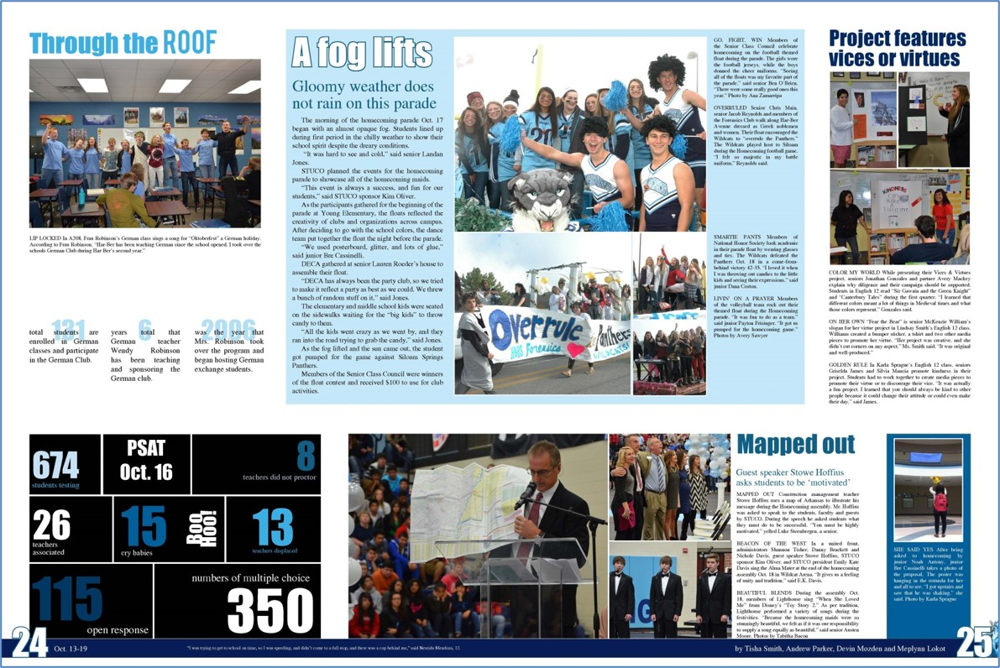 Through the ROOF
LIP LOCKED In A208, Fran Robinson's German class sings a song for "Oktoberfest" a German holiday.
According to Fran Robinson, "Har-Ber has been teaching German since the school opened. I took over the
schools German Club during Har-Ber's second year."
131
total students are
enrolled in German
classes and participate
in the German Club.
6
years total that
German teacher
Wendy Robinson
has been teaching
and sponsoring the
German club.
2006
was the year that
Mrs. Robinson took
over the program and
began hosting German
exchange students.
A fog lifts
Gloomy weather does
not rain on this parade
The morning of the homecoming parade Oct. 17
began with an almost opaque fog. Students lined up
during first period in the chilly weather to show their
school spirit despite the dreary conditions.
"It was hard to see and cold," said senior Landan
Jones.
STUCO planned the events for the homecoming
parade to showcase all of the homecoming maids.
"This event is always a success, and fun for our
students," said STUCO sponsor Kim Oliver.
As the participants gathered for the beginning of the
parade at Young Elementary, the floats reflected the
creativity of clubs and organizations across campus.
After deciding to go with the school colors, the dance
team put together the float the night before the parade.
"We used posterboard, glitter, and lots of glue,"
said junior Bre Cassinelli.
DECA gathered at senior Lauren Roeder's house to
assemble their float.
"DECA has always been the party club, so we tried
to make it reflect a party as best as we could. We threw
a bunch of random stuff on it," said Jones.
The elementary and middle school kids were seated
on the sidewalks waiting for the "big kids" to throw
candy to them.
"All the kids went crazy as we went by, and they
ran into the road trying to grab the candy," said Jones.
As the fog lifted and the sun came out, the student
got pumped for the game against Siloam Springs
Panthers.
Members of the Senior Class Council were winners
of the float contest and received $100 to use for club
activities.
Overrule
Panthers
HHS Forensics
WILDCATS
GO, FIGHT, WIN Members of
the Senior Class Council celebrate
homecoming on the football themed
float during the parade. The girls wore
the football jerseys, while the boys
donned the cheer uniforms. "Seeing
all of the floats was my favorite part of
the parade," said senior Ben O'Brien.
"There were some really good ones this
year." Photo by Ana Zamarripa
OVERRULED Senior Chris Main,
senior Jacob Reynolds and members of
the Forensics Club walk along Har-Ber
Avenue dressed as Greek noblemen
and women. Their float encouraged the
Wildcats to "overrule the Panthers."
The Wildcats played host to Siloam
during the Homecoming football game.
"I felt so majestic in my battle
uniform," Reynolds said.
SMARTIE PANTS Members of
National Honor Society look academic
in their parade float by wearing glasses
and ties. The Wildcats defeated the
Panthers Oct. 18 in a come-from-
behind victory 42-35. "I loved it when
I was throwing out candies to the little
kids and seeing their expressions," said
junior Dana Coston.
LIVIN' ON A PRAYER Members
of the volleyball team rock out their
themed float during the Homecoming
parade. "It was fun to do as a team,"
said junior Payton Frisinger. "It got us
pumped for the homecoming game."
Photos by Avery Sawyer
Project features
vices or virtues
KINDNESS
COLOR MY WORLD While presenting their Vices & Virtues
project, seniors Jonathan Gonzales and partner Avery Mackey
explain why diligence and their campaign should be supported.
Students in English 12 read "Sir Gawain and the Green Knight"
and "Canterbury Tales" during the first quarter. "I learned that
different colors meant a lot of things in Medieval times and what
those colors represent," Gonzales said.
ON HER OWN "Fear the Bear" is senior McKenzie William's
slogan for her virtue project in Lindsay Smith's English 12 class.
Williams created a bumper sticker, a tshirt and two other media
pieces to promote her virtue. "Her project was creative, and she
didn't cut corners on any aspect," Ms. Smith said. "It was original
and well-produced."
GOLDEN RULE In Karla Sprague's English 12 class, seniors
Griselda James and Silvia Mancia promote kindness in their
project. Students had to work together to create media pieces to
promote their virtue or to discourage their vice. "It was actually
a fun project. I learned that you should always be kind to other
people because it could change their attitude or could even make
their day," said James.
674
students testing
PSAT
Oct. 16
8
teachers did not proctor
26
teachers
associated
15
cry babies
BOO
HOO!
13
teachers displaced
115
open response
numbers of multiple choice
350
Mapped out
Guest speaker Stowe Hoffius
asks students to be 'motivated'
MAPPED OUT Construction management teacher
Stowe Hoffius uses a map of Arkansas to illustrate his
message during the Homecoming assembly. Mr. Hoffius
was asked to speak to the students, faculty and guests
by STUCO. During the speech he asked students what
they must do to be successful. "You must be highly
motivated," yelled Luke Steenbergen, a senior.
BEACON OF THE WEST In a united front,
administrators Shannon Tisher, Danny Brackett and
Nichole Davis, guest speaker Stowe Hoffius, STUCO
sponsor Kim Oliver, and STUCO president Emily Kate
Davis sing the Alma Mater at the end of the homecoming
assembly Oct. 18 in Wildcat Arena. "It gives us a feeling
of unity and tradition," said E.K. Davis.
BEAUTIFUL BLENDS During the assembly Oct.
18, members of Lighthouse sing "When She Loved
Me" from Disney's "Toy Story 2." As per tradition,
Lighthouse performed a variety of songs during the
festivities. "Because the homecoming maids were so
stunningly beautiful, we felt as if it was our responsibility
to supply a song equally as beautiful," said senior Austen
Moore. Photos by Tabitha Bacon
SHE SAID YES After being
asked to homecoming by
junior Noah Antony, junior
Bre Cassinelli takes a photo of
the proposal. The poster was
hanging in the rotunda for her
and all to see. "I got upstairs and
saw that he was shaking," she
said. Photo by Karla Sprague
24
Oct. 13-19
"I was trying to get to school on time, so I was speeding, and didn't come to a full stop, and there was a cop behind me," said Nereida Mendoza, 12.
by Tisha Smith, Andrew Parker, Devin Mozden and Meplynn Lokot
25